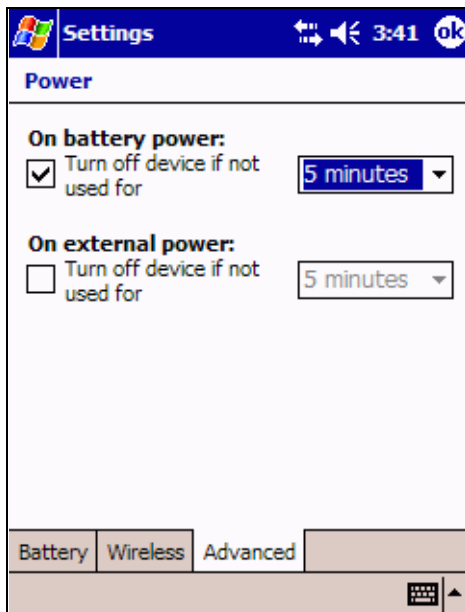 Settings 3:41 ok
Power
On battery power:
Turn off device if not
used for
5 minutes
On external power:
Turn off device if not
used for
5 minutes
Battery Wireless Advanced